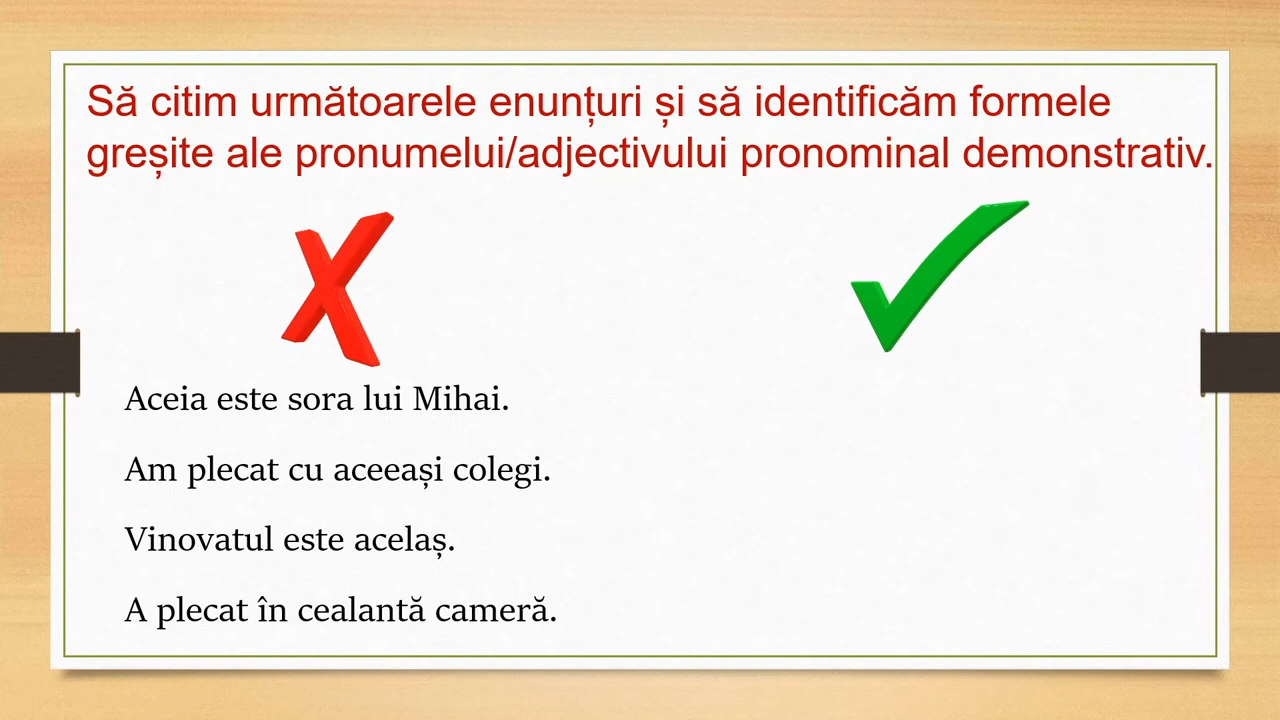 Să citim următoarele enunțuri și să identificăm formele
greșite ale pronumelui/adjectivului pronominal demonstrativ.
Aceia este sora lui Mihai.
Am plecat cu aceeași colegi.
Vinovatul este acelaș.
A plecat în cealantă cameră.